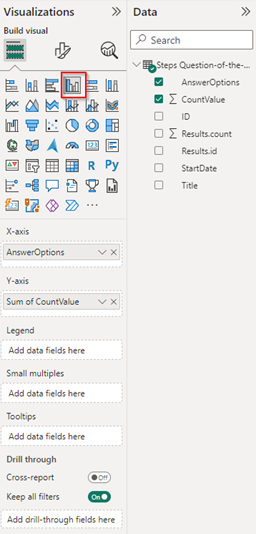 Visualizations
Build visual
R Py
123
X-axis
AnswerOptions
Y-axis
Sum of CountValue
Legend
Add data fields here
Small multiples
Add data fields here
Tooltips
Add data fields here
Drill through
Cross-report Off
Keep all filters On
Add drill-through fields here
Data
Search
Steps Question-of-the-...
AnswerOptions
∑ CountValue
ID
∑ Results.count
Results.id
StartDate
Title